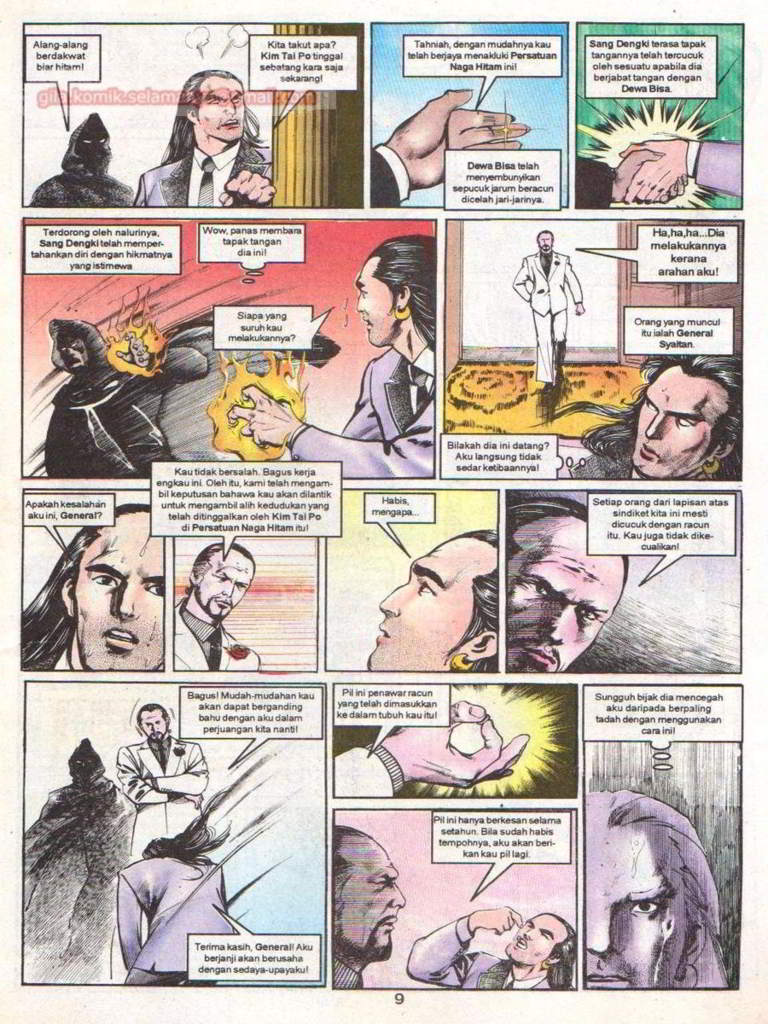 Alang-alang
berdakwat
biar hitam!
Kita takut apa?
Kim Tai Po tinggal
sebatang kara saja
sekarang!
Tahniah, dengan mudahnya kau
telah berjaya menakluki Persatuan
Naga Hitam ini!
Dewa Bisa telah
menyembunyikan
sepucuk jarum beracun
dicelah jari-jarinya.
Sang Dengki terasa tapak
tangannya telah tercucuk
oleh sesuatu apabila dia
berjabat tangan dengan
Dewa Bisa.
Terdorong oleh nalurinya,
Sang Dengki telah memper-
tahankan diri dengan hikmatnya
yang istimewa
Wow, panas membara
tapak tangan
dia ini!
Siapa yang
suruh kau
melakukannya?
Ha,ha,ha...Dia
melakukannya
kerana
arahan aku!
Orang yang muncul
itu ialah General
Syaitan.
Bilakah dia ini datang?
Aku langsung tidak
sedar ketibaannya!
Apakah kesalahan
aku ini, General?
Kau tidak bersalah. Bagus kerja
engkau ini. Oleh itu, kami telah mengam-
bil keputusan bahawa kau akan dilantik
untuk mengambil alih kedudukan yang
telah ditinggalkan oleh Kim Tai Po
di Persatuan Naga Hitam itu!
Habis,
mengapa...
Setiap orang dari lapisan atas
sindiket kita ini mesti
dicucuk dengan racun
itu. Kau juga tidak dike-
cualikan!
Bagus! Mudah-mudahan kau
akan dapat berganding
bahu dengan aku dalam
perjuangan kita nanti!
Terima kasih, General! Aku
berjanji akan berusaha
dengan sedaya-upayaku!
Pil ini penawar racun
yang telah dimasukkan
ke dalam tubuh kau itu!
Pil ini hanya berkesan selama
setahun. Bila sudah habis
tempohnya, aku akan beri-
kan kau pil lagi.
Sungguh bijak dia mencegah
aku daripada berpaling
tadah dengan menggunakan
cara ini!
9